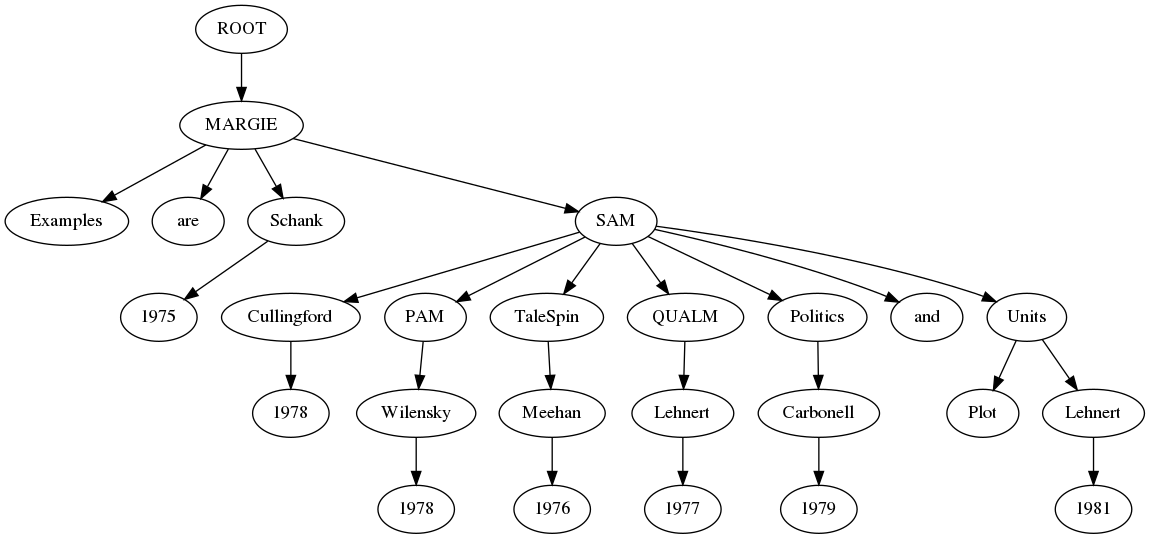 ROOT
MARGIE
Examples are Schank SAM
1975 Cullingford PAM TaleSpin QUALM Politics and Units
1978 Wilensky Meehan Lehnert Carbonell Plot Lehnert
1978 1976 1977 1979 1981